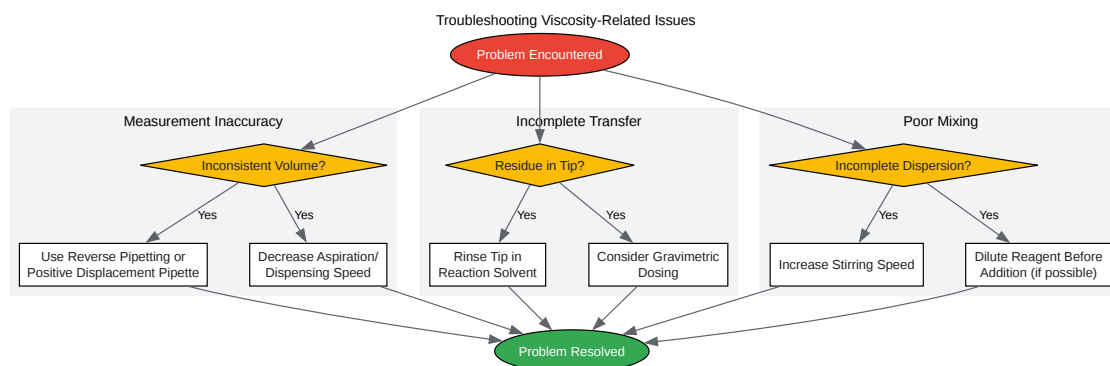 Troubleshooting Viscosity-Related Issues
Problem Encountered
Measurement Inaccuracy
Incomplete Transfer
Poor Mixing
Inconsistent Volume?
Residue in Tip?
Incomplete Dispersion?
Yes
Yes
Yes
Yes
Yes
Yes
Use Reverse Pipetting or
Positive Displacement Pipette
Decrease Aspiration/
Dispensing Speed
Rinse Tip in
Reaction Solvent
Consider Gravimetric
Dosing
Increase Stirring Speed
Dilute Reagent Before
Addition (if possible)
Problem Resolved